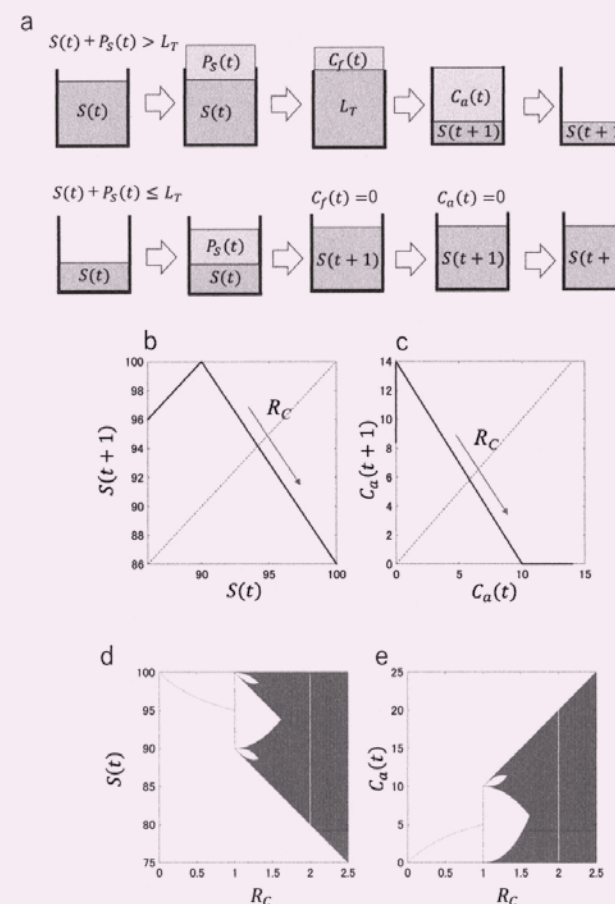 a
S(t) + P_S(t) > L_T
S(t)
P_S(t)
S(t)
C_f(t)
L_T
C_a(t)
S(t+1)
S(t+1
S(t) + P_S(t) ≤ L_T
S(t)
P_S(t)
S(t)
C_f(t) = 0
S(t+1)
C_a(t) = 0
S(t+1)
S(t+
b
100
98
96
94
92
90
88
86
90
95
100
S(t+1)
S(t)
R_C
c
14
12
10
8
6
4
2
0
0
5
10
15
C_a(t+1)
C_a(t)
R_C
d
100
95
90
85
80
75
0
0.5
1
1.5
2
2.5
S(t)
R_C
e
25
20
15
10
5
0
0
0.5
1
1.5
2
2.5
C_a(t)
R_C